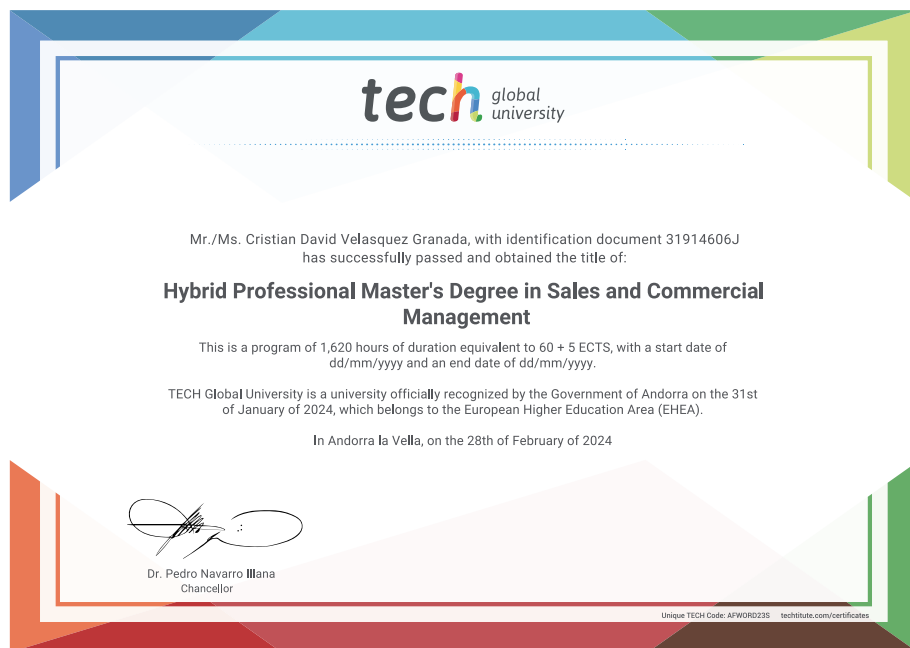 tech global
university
Mr./Ms. Cristian David Velasquez Granada, with identification document 31914606J
has successfully passed and obtained the title of:
Hybrid Professional Master's Degree in Sales and Commercial
Management
This is a program of 1,620 hours of duration equivalent to 60 + 5 ECTS, with a start date of
dd/mm/yyyy and an end date of dd/mm/yyyy.
TECH Global University is a university officially recognized by the Government of Andorra on the 31st
of January of 2024, which belongs to the European Higher Education Area (EHEA).
In Andorra la Vella, on the 28th of February of 2024
Dr. Pedro Navarro Illana
Chancellor
Unique TECH Code: AFWORD23S techtitute.com/certificates